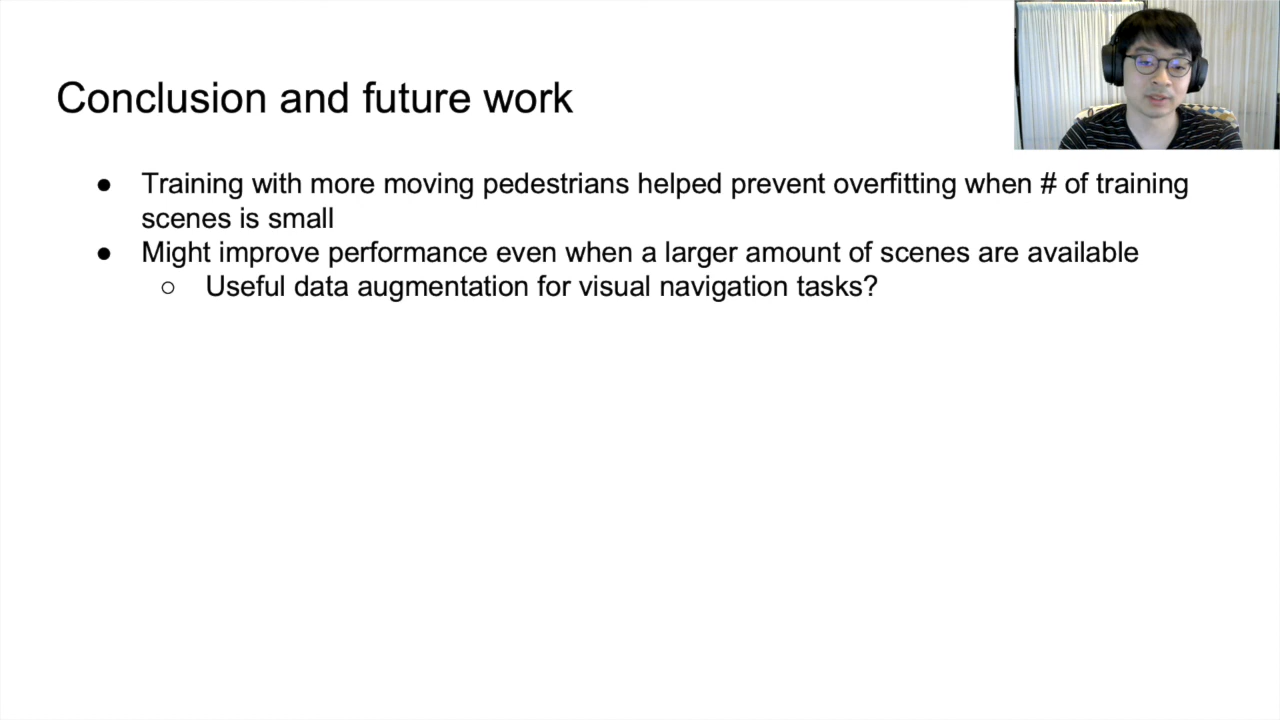 Conclusion and future work
● Training with more moving pedestrians helped prevent overfitting when # of training
scenes is small
● Might improve performance even when a larger amount of scenes are available
○ Useful data augmentation for visual navigation tasks?